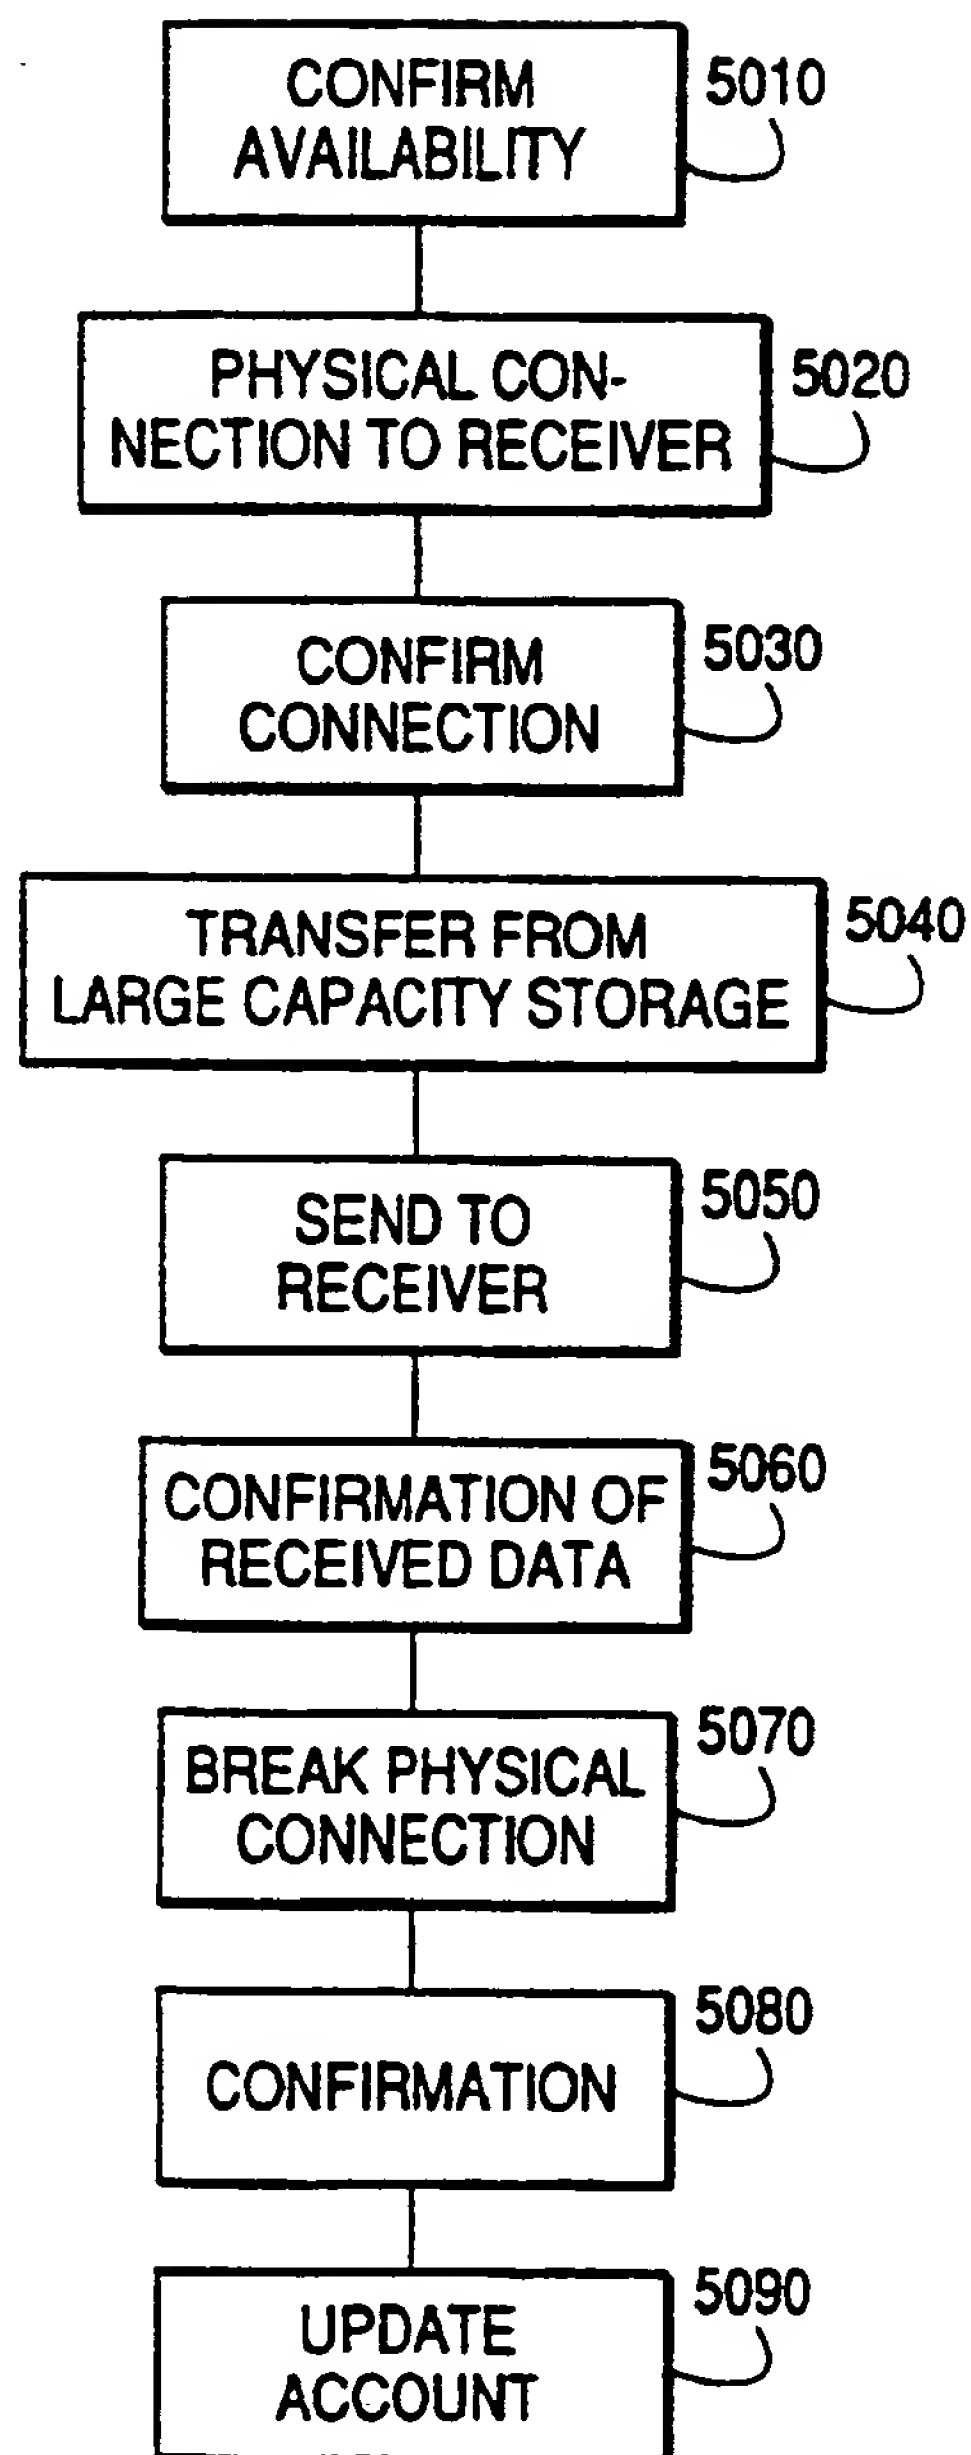 CONFIRM
AVAILABILITY
5010
PHYSICAL CON-
NECTION TO RECEIVER
5020
CONFIRM
CONNECTION
5030
TRANSFER FROM
LARGE CAPACITY STORAGE
5040
SEND TO
RECEIVER
5050
CONFIRMATION OF
RECEIVED DATA
5060
BREAK PHYSICAL
CONNECTION
5070
CONFIRMATION
5080
UPDATE
ACCOUNT
5090